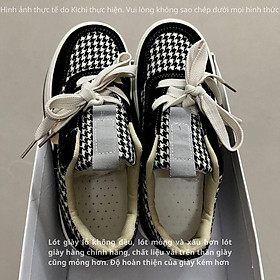 Hình ảnh thực tế do Kichi thực hiện. Vui lòng không sao chép dưới mọi hình thức
Lót giày lỗ không đều, lót mỏng và xấu hơn lót
giày hàng chính hãng, chất liệu vải trên thân giày
cũng mỏng hơn. Độ hoàn thiện của giày kém hơn